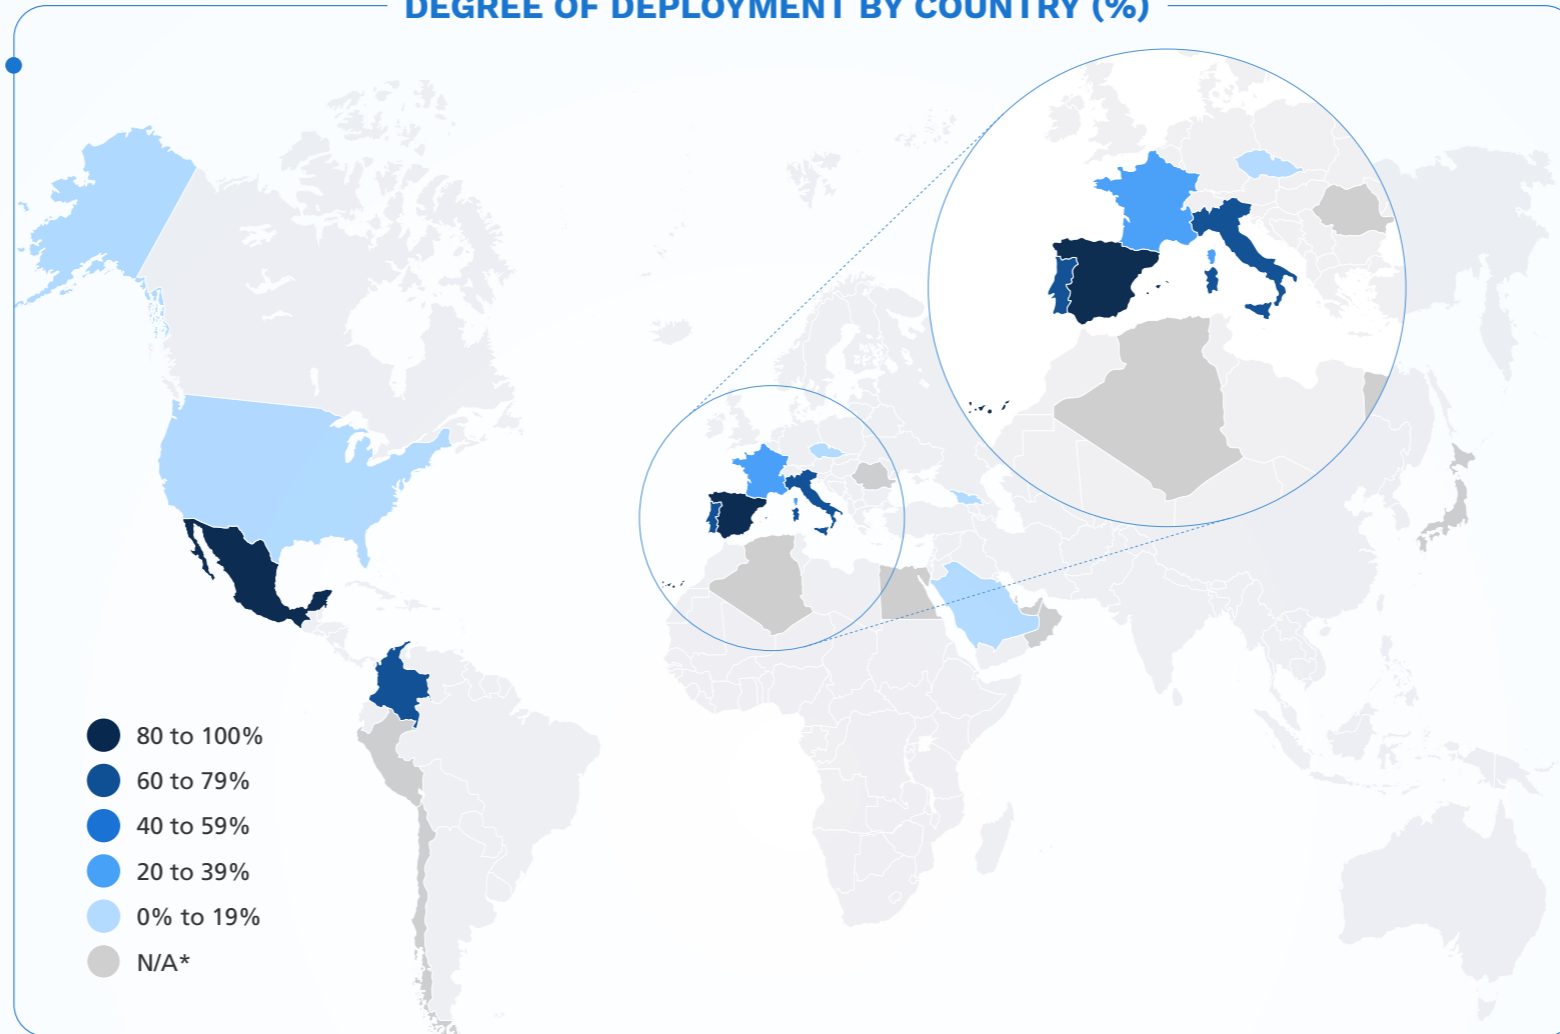 DEGREE OF DEPLOYMENT BY COUNTRY (%)
80 to 100%
60 to 79%
40 to 59%
20 to 39%
0% to 19%
N/A*